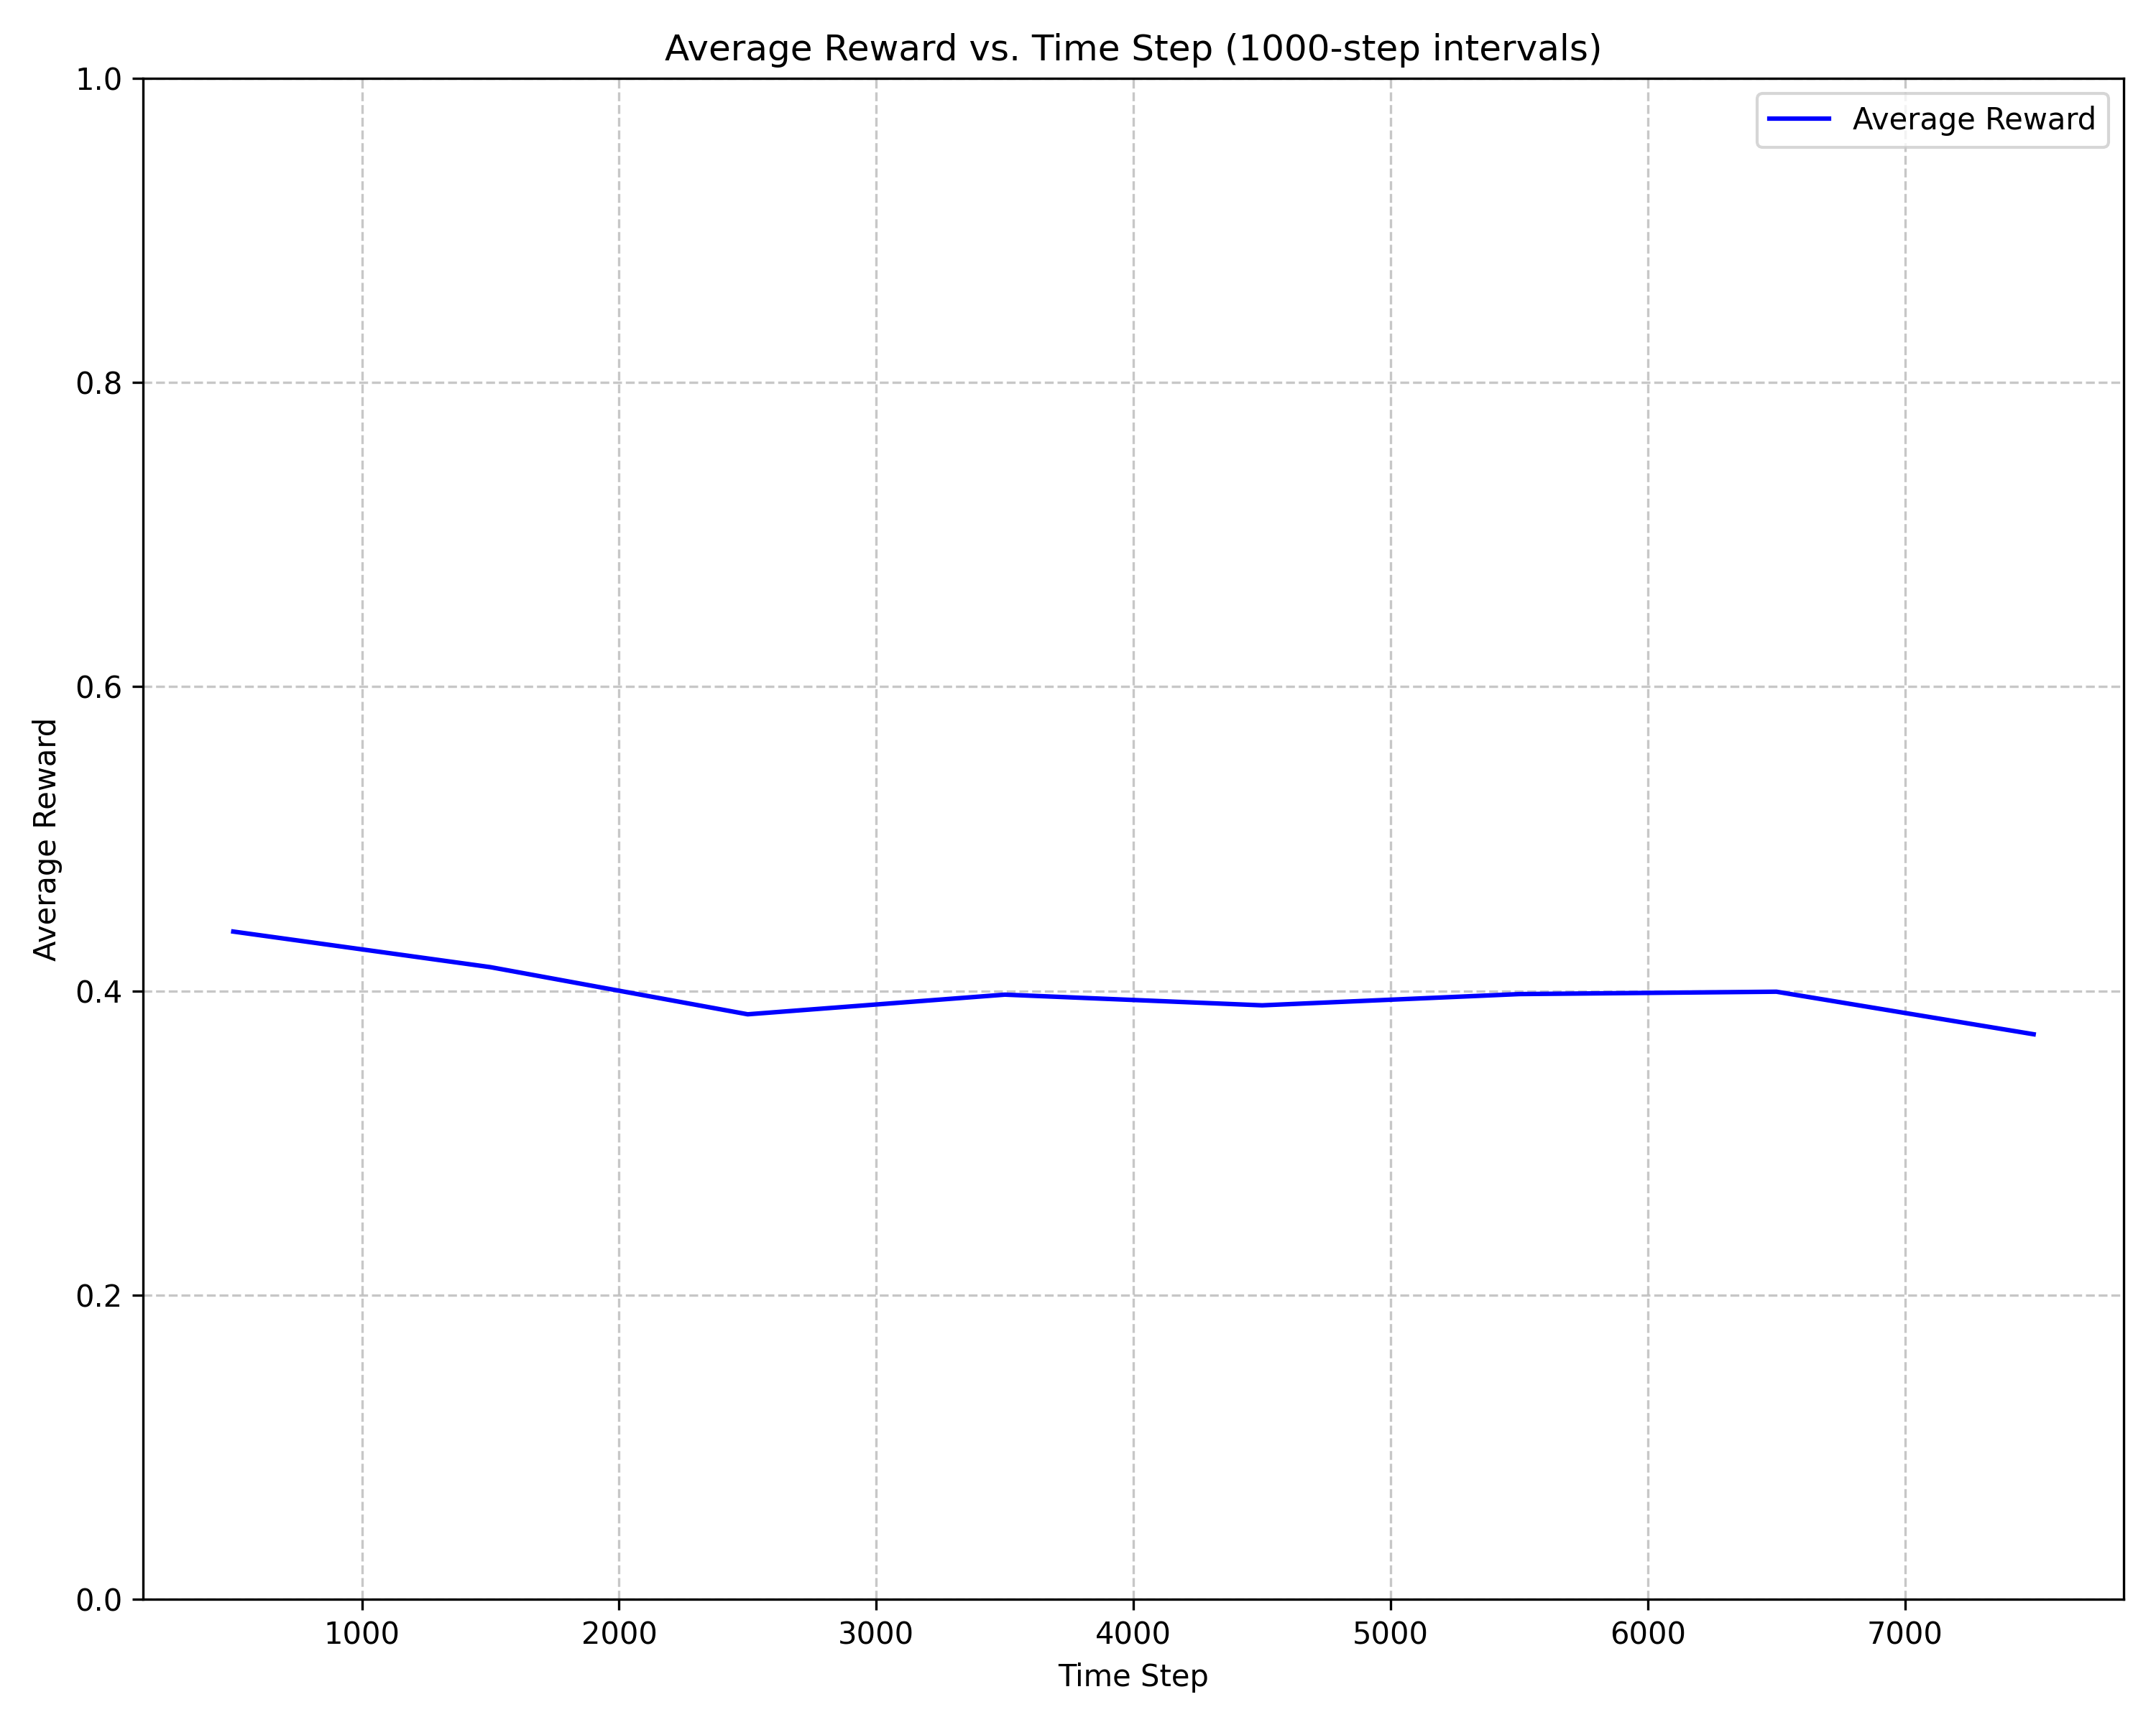 Average Reward vs. Time Step (1000-step intervals)
Average Reward
1.0
0.8
0.6
0.4
0.2
0.0
Average Reward
1000 2000 3000 4000 5000 6000 7000
Time Step